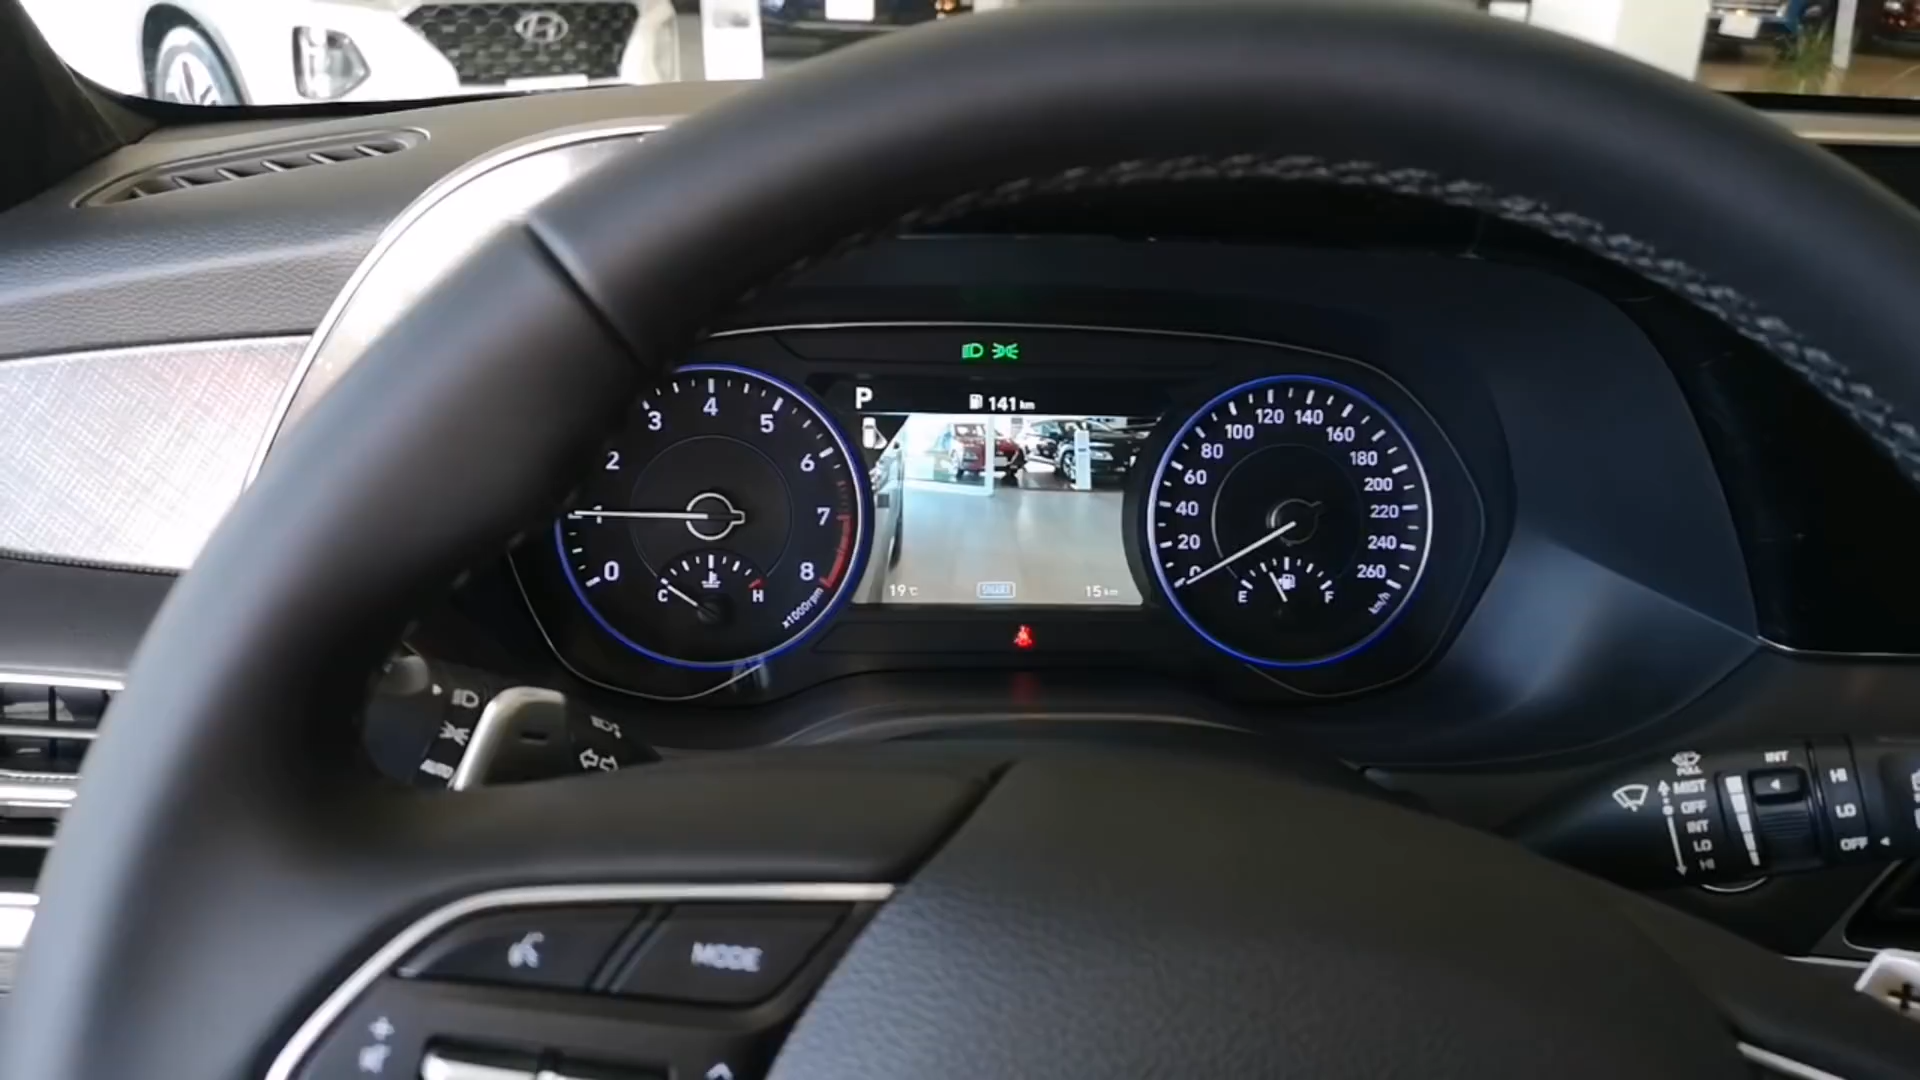 P
141 km
0 1 2 3 4 5 6 7 8
x1000rpm
C H
19°C
SMART
15 km
0 20 40 60 80 100 120 140 160 180 200 220 240 260
km/h
E F
AUTO
PULL
MIST
OFF
INT
LO
HI
INT
HI
LO
OFF
MODE